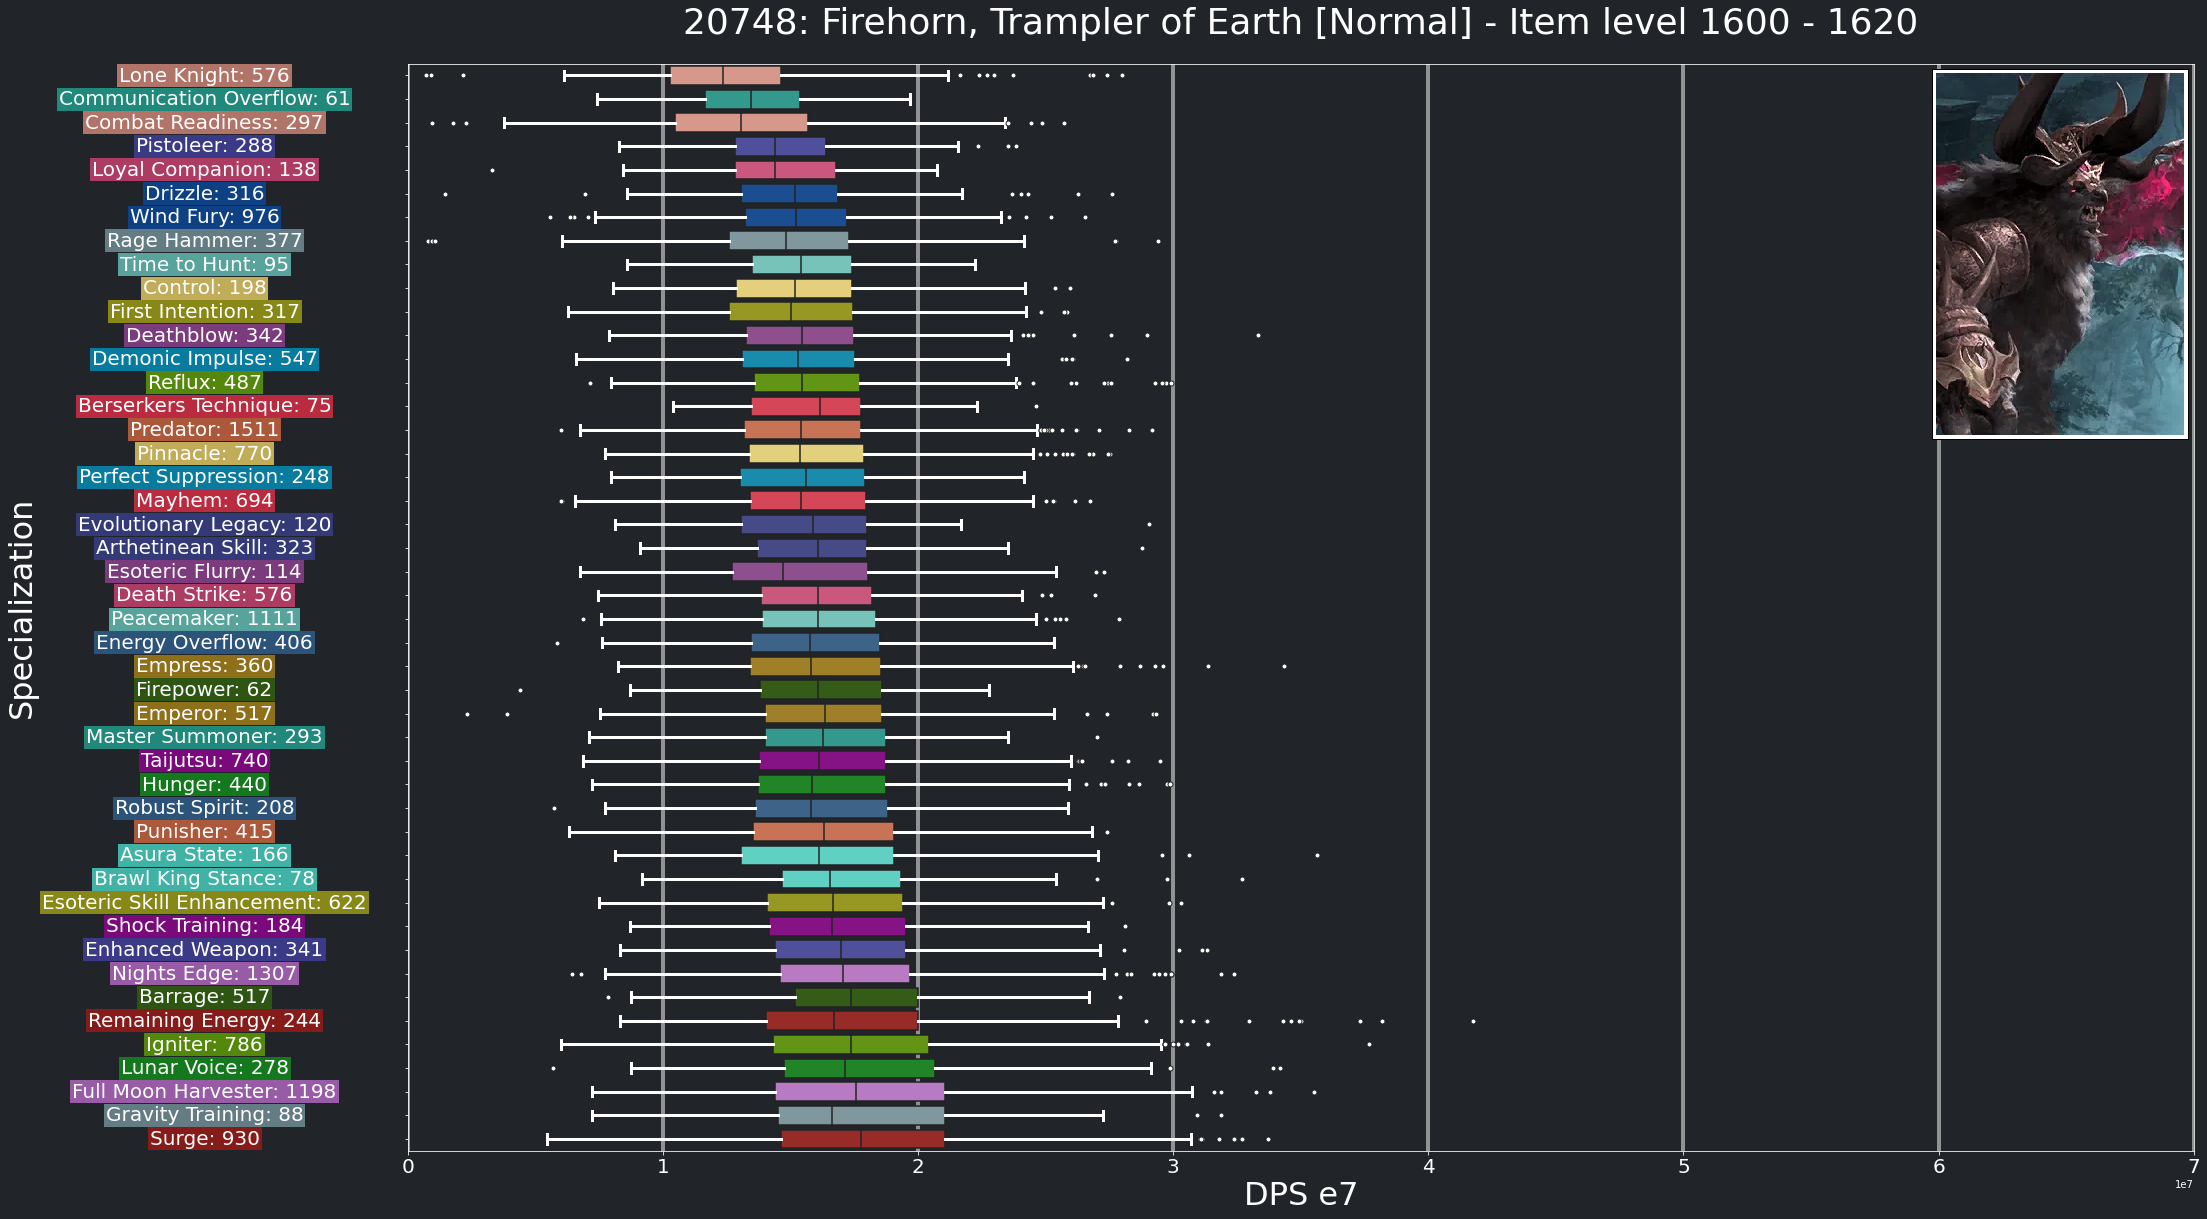 20748: Firehorn, Trampler of Earth [Normal] - Item level 1600 - 1620
Specialization
Lone Knight: 576
Communication Overflow: 61
Combat Readiness: 297
Pistoleer: 288
Loyal Companion: 138
Drizzle: 316
Wind Fury: 976
Rage Hammer: 377
Time to Hunt: 95
Control: 198
First Intention: 317
Deathblow: 342
Demonic Impulse: 547
Reflux: 487
Berserkers Technique: 75
Predator: 1511
Pinnacle: 770
Perfect Suppression: 248
Mayhem: 694
Evolutionary Legacy: 120
Arthetinean Skill: 323
Esoteric Flurry: 114
Death Strike: 576
Peacemaker: 1111
Energy Overflow: 406
Empress: 360
Firepower: 62
Emperor: 517
Master Summoner: 293
Taijutsu: 740
Hunger: 440
Robust Spirit: 208
Punisher: 415
Asura State: 166
Brawl King Stance: 78
Esoteric Skill Enhancement: 622
Shock Training: 184
Enhanced Weapon: 341
Nights Edge: 1307
Barrage: 517
Remaining Energy: 244
Igniter: 786
Lunar Voice: 278
Full Moon Harvester: 1198
Gravity Training: 88
Surge: 930
0 1 2 3 4 5 6 7
1e7
DPS e7